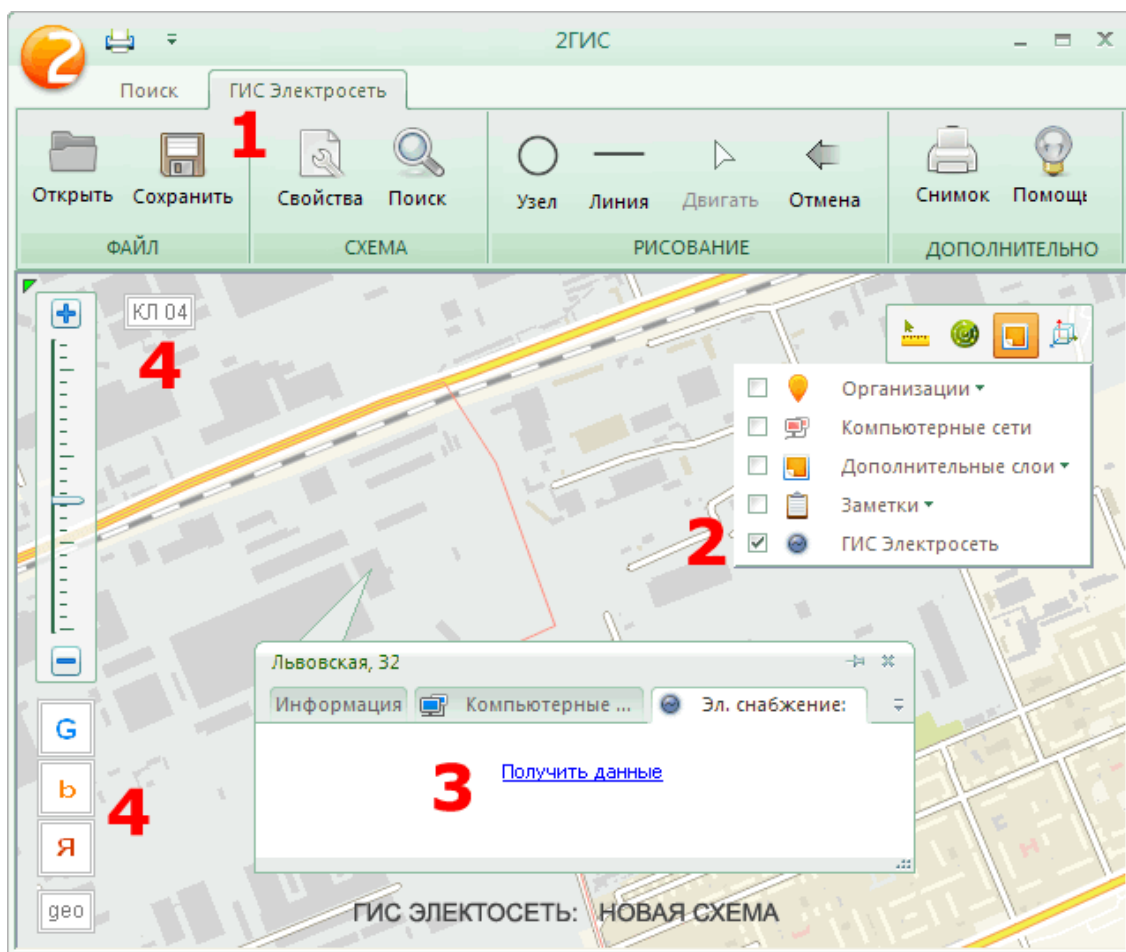 2ГИС
Поиск ГИС Электросеть
1
Открыть Сохранить Свойства Поиск Узел Линия Двигать Отмена Снимок Помощь
ФАЙЛ СХЕМА РИСОВАНИЕ ДОПОЛНИТЕЛЬНО
КЛ 04
4
Организации
Компьютерные сети
Дополнительные слои
Заметки
2
ГИС Электросеть
Львовская, 32
Информация Компьютерные ... Эл. снабжение:
3
Получить данные
G
Ь
4
Я
geo
ГИС ЭЛЕКТОСЕТЬ: НОВАЯ СХЕМА